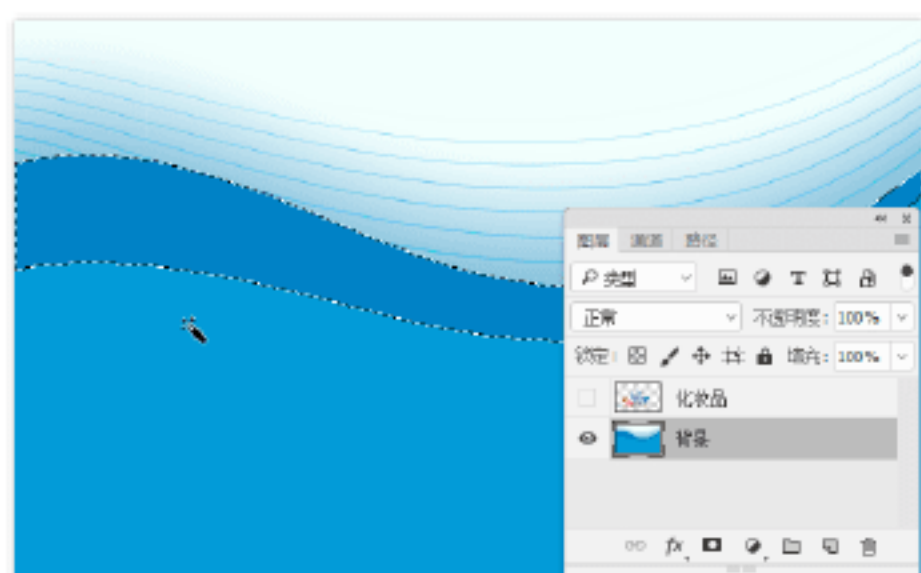 图层 通道 路径
类型
正常 不透明度: 100%
锁定: 填充: 100%
化妆品
背景
fx